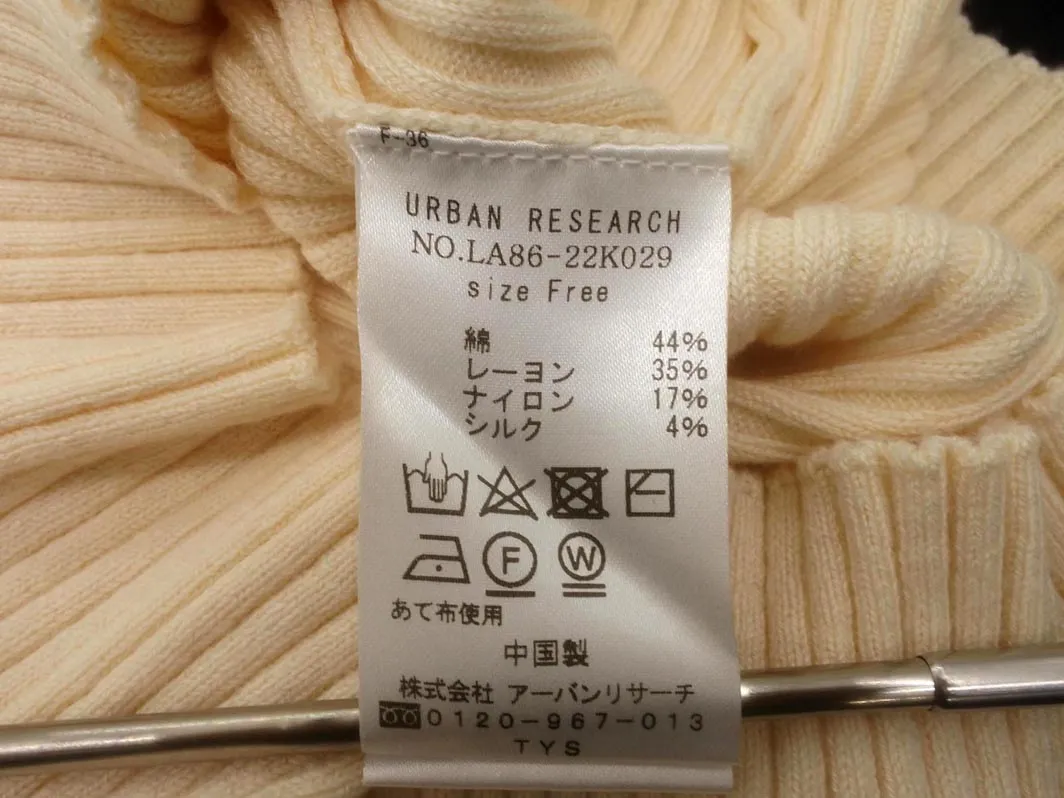 F-36
URBAN RESEARCH
NO.LA86-22K029
size Free
綿 44%
レーヨン 35%
ナイロン 17%
シルク 4%
F W
あて布使用
中国製
株式会社 アーバンリサーチ
0120-967-013
TYS